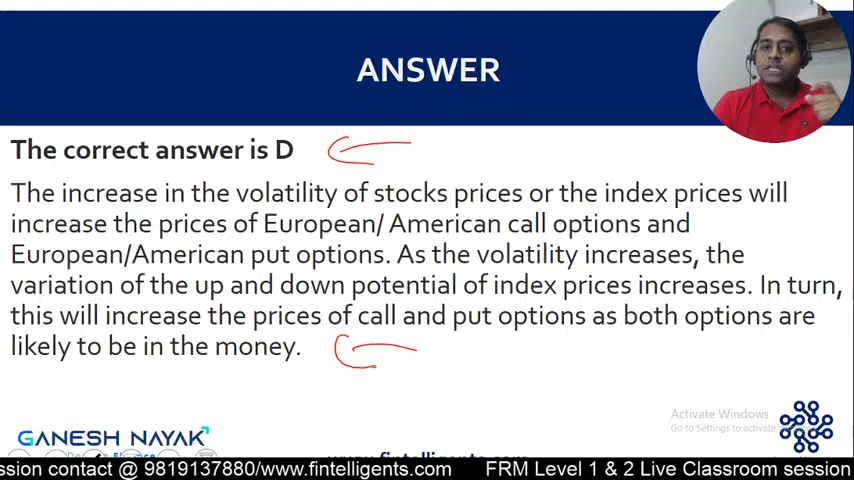 ANSWER
The correct answer is D
The increase in the volatility of stocks prices or the index prices will
increase the prices of European/ American call options and
European/American put options. As the volatility increases, the
variation of the up and down potential of index prices increases. In turn,
this will increase the prices of call and put options as both options are
likely to be in the money.
Activate Windows
Go to Settings to activate
GANESH NAYAK
www.fintelligents.com
ssion contact @ 9819137880/www.fintelligents.com FRM Level 1 & 2 Live Classroom session